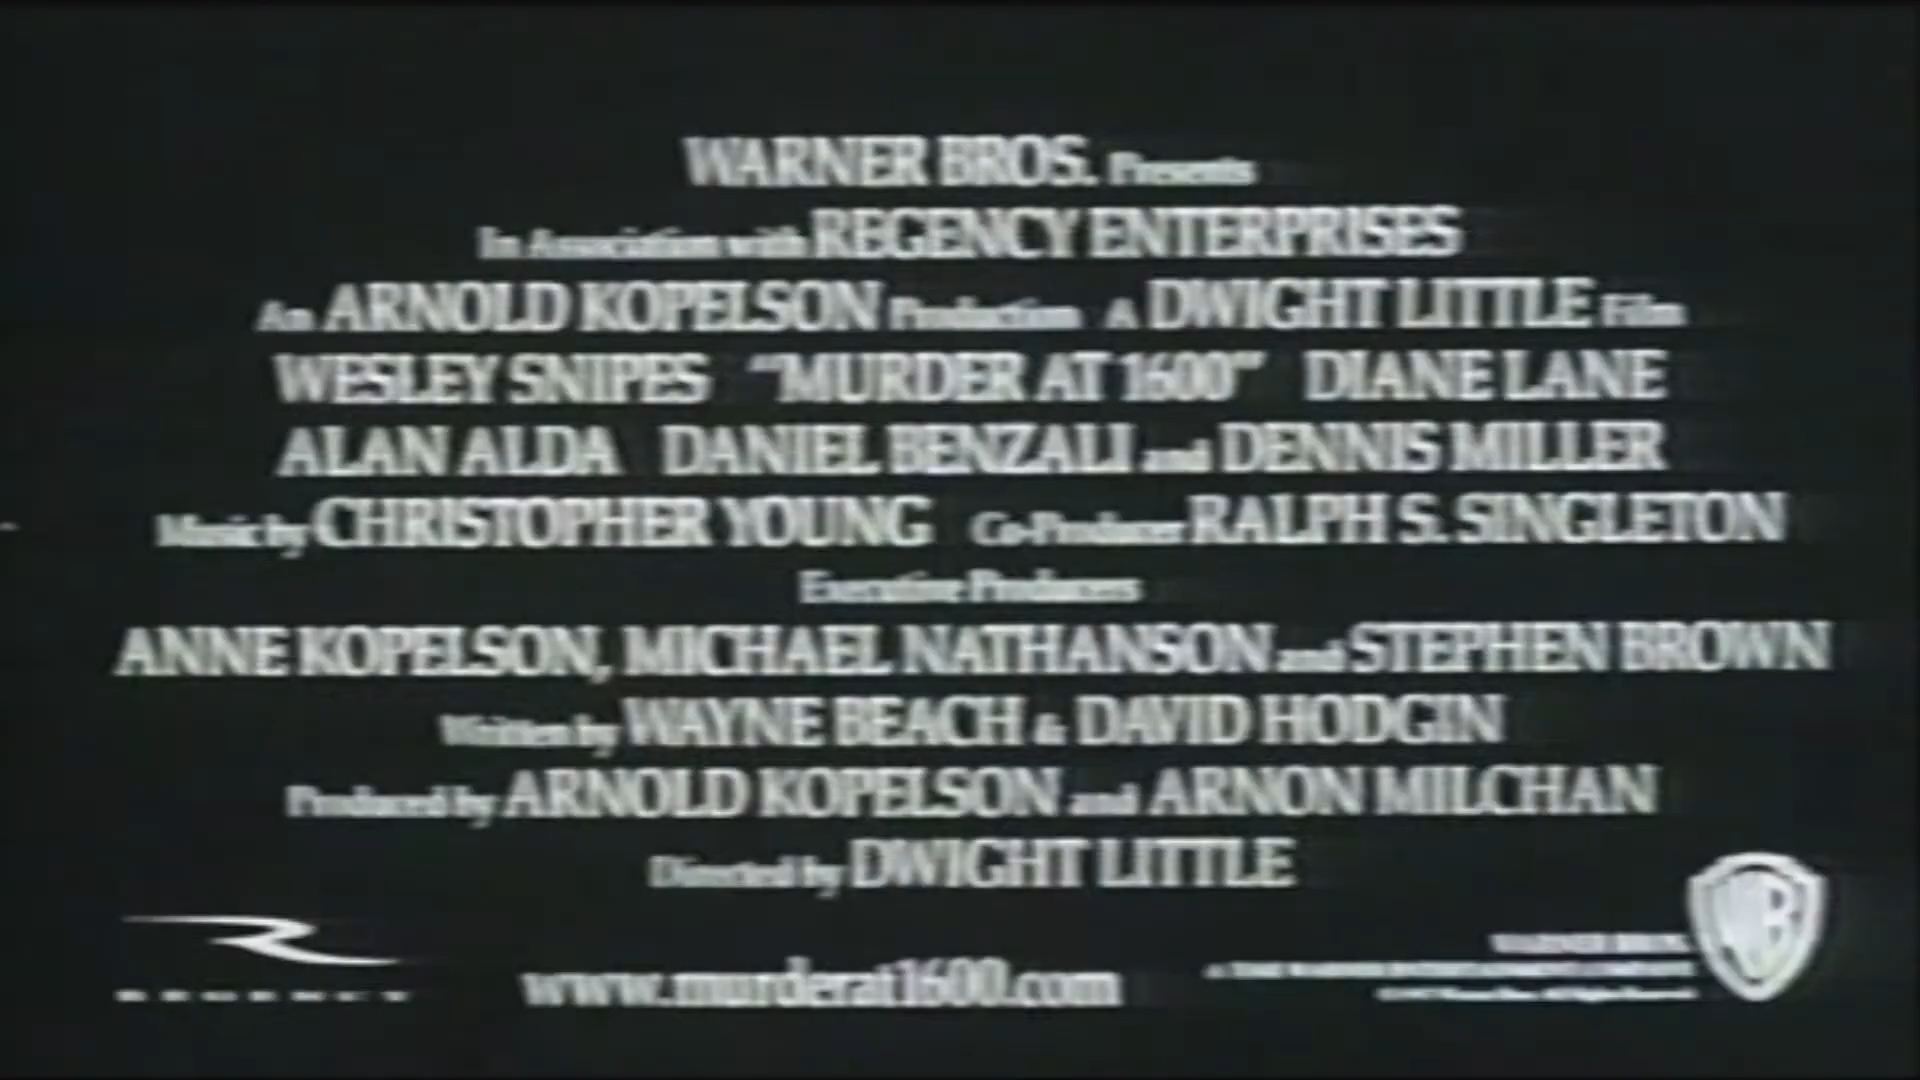 WARNER BROS. Presents
In Association with REGENCY ENTERPRISES
An ARNOLD KOPELSON Production A DWIGHT LITTLE Film
WESLEY SNIPES "MURDER AT 1600" DIANE LANE
ALAN ALDA DANIEL BENZALI and DENNIS MILLER
Music by CHRISTOPHER YOUNG Co-Producer RALPH S. SINGLETON
Executive Producers
ANNE KOPELSON, MICHAEL NATHANSON and STEPHEN BROWN
Written by WAYNE BEACH & DAVID HODGIN
Produced by ARNOLD KOPELSON and ARNON MILCHAN
Directed by DWIGHT LITTLE
R
WB
WARNER BROS.
www.murderat1600.com